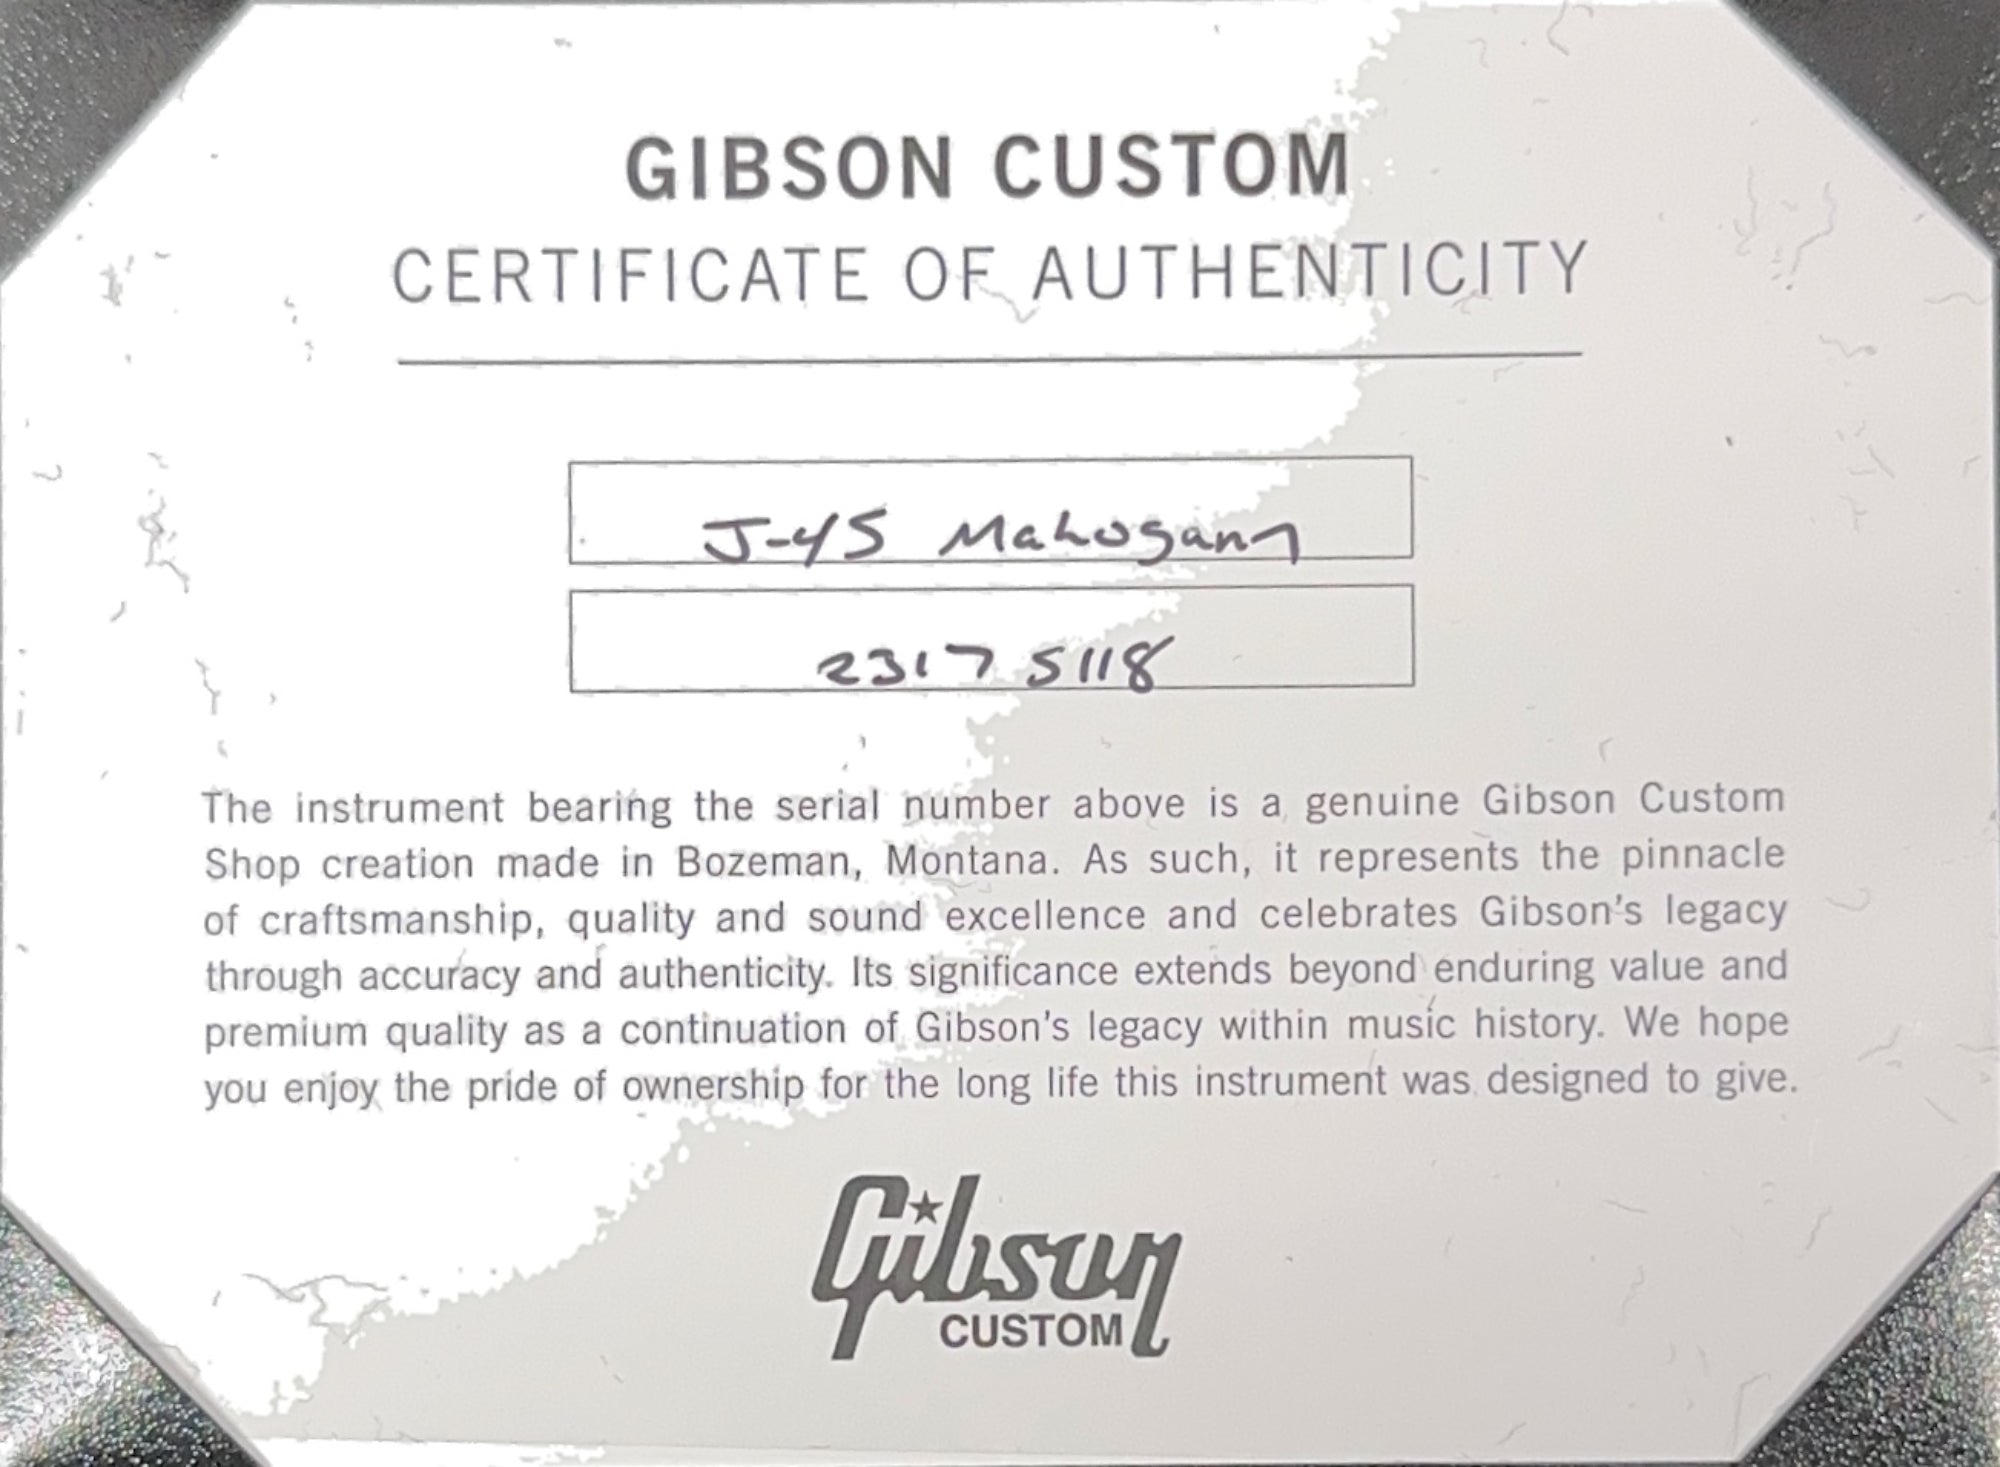 GIBSON CUSTOM
CERTIFICATE OF AUTHENTICITY
J-45 Mahogany
2317 5118
The instrument bearing the serial number above is a genuine Gibson Custom
Shop creation made in Bozeman, Montana. As such, it represents the pinnacle
of craftsmanship, quality and sound excellence and celebrates Gibson's legacy
through accuracy and authenticity. Its significance extends beyond enduring value and
premium quality as a continuation of Gibson's legacy within music history. We hope
you enjoy the pride of ownership for the long life this instrument was designed to give.
Gibson
CUSTOM